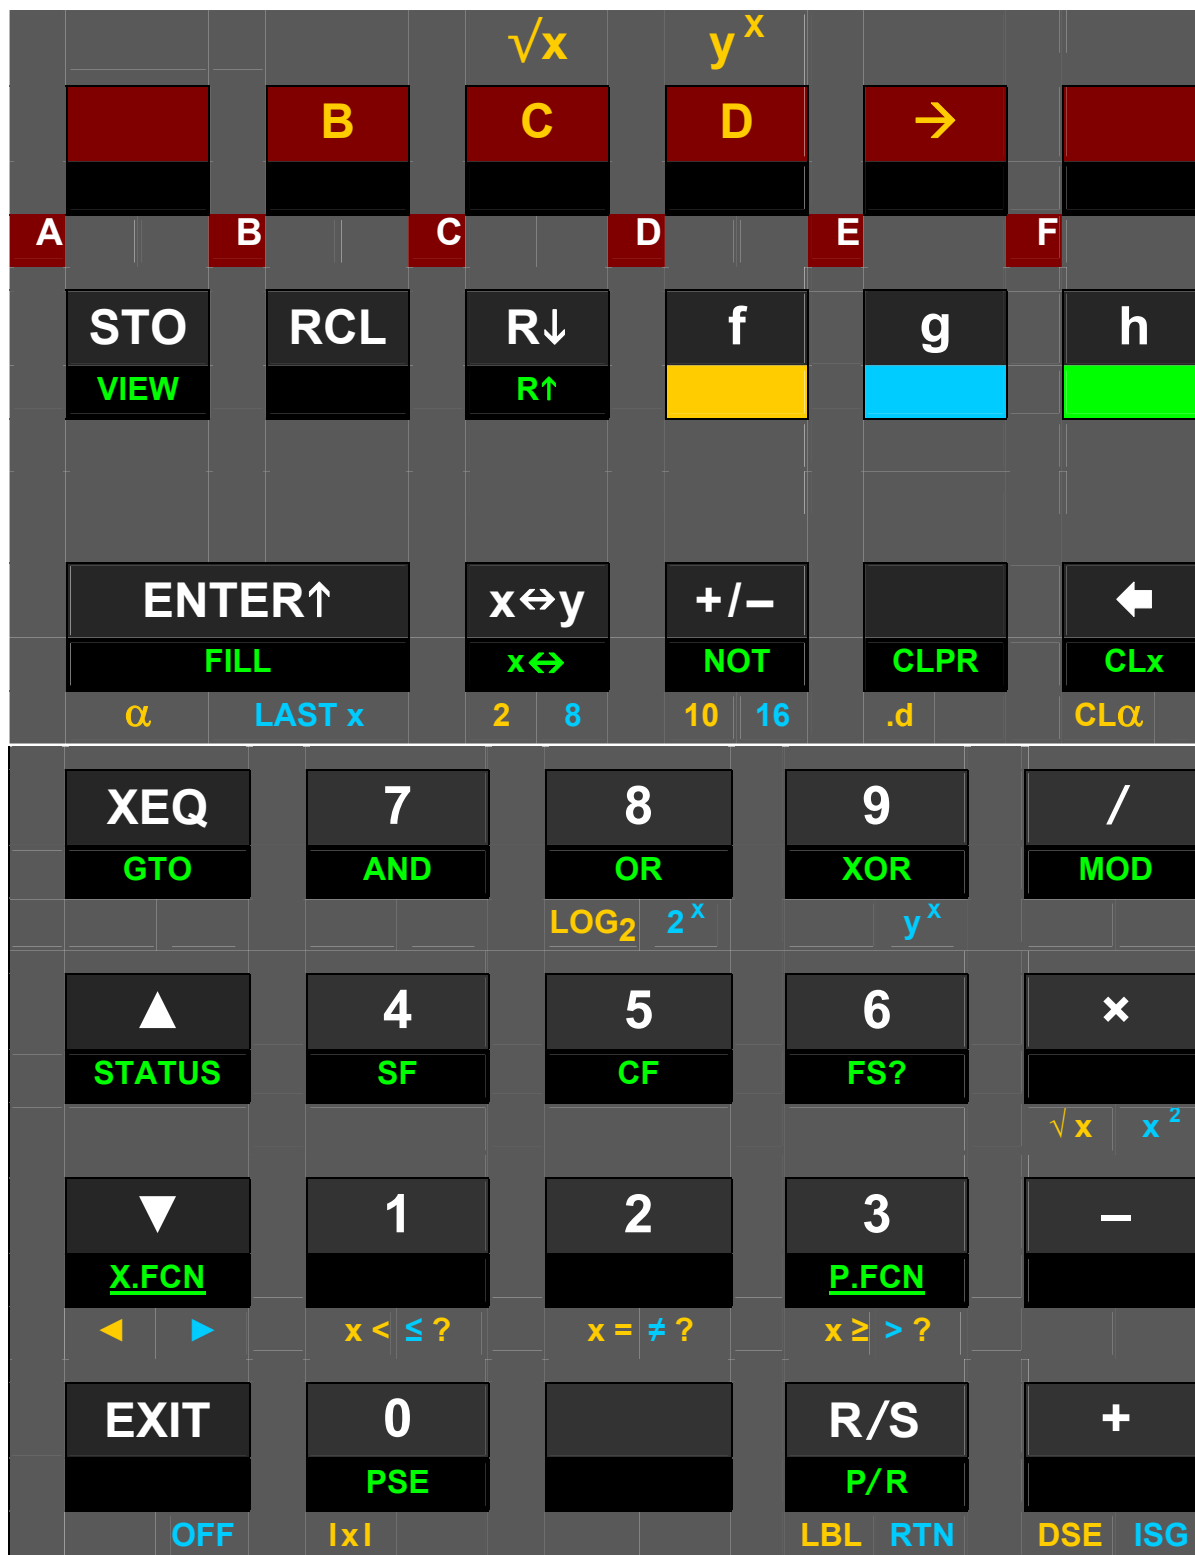 √x y^x
B C D →
A B C D E F
STO RCL R↓ f g h
VIEW R↑
ENTER↑ x↔y +/– 🡄
FILL x↔ NOT CLPR CLx
α LAST x 2 8 10 16 .d CLα
XEQ 7 8 9 /
GTO AND OR XOR MOD
LOG₂ 2^x y^x
▲ 4 5 6 ×
STATUS SF CF FS?
√x x²
▼ 1 2 3 –
X.FCN P.FCN
◄ ► x < ≤ ? x = ≠ ? x ≥ > ?
EXIT 0 R/S +
PSE P/R
OFF |x| LBL RTN DSE ISG